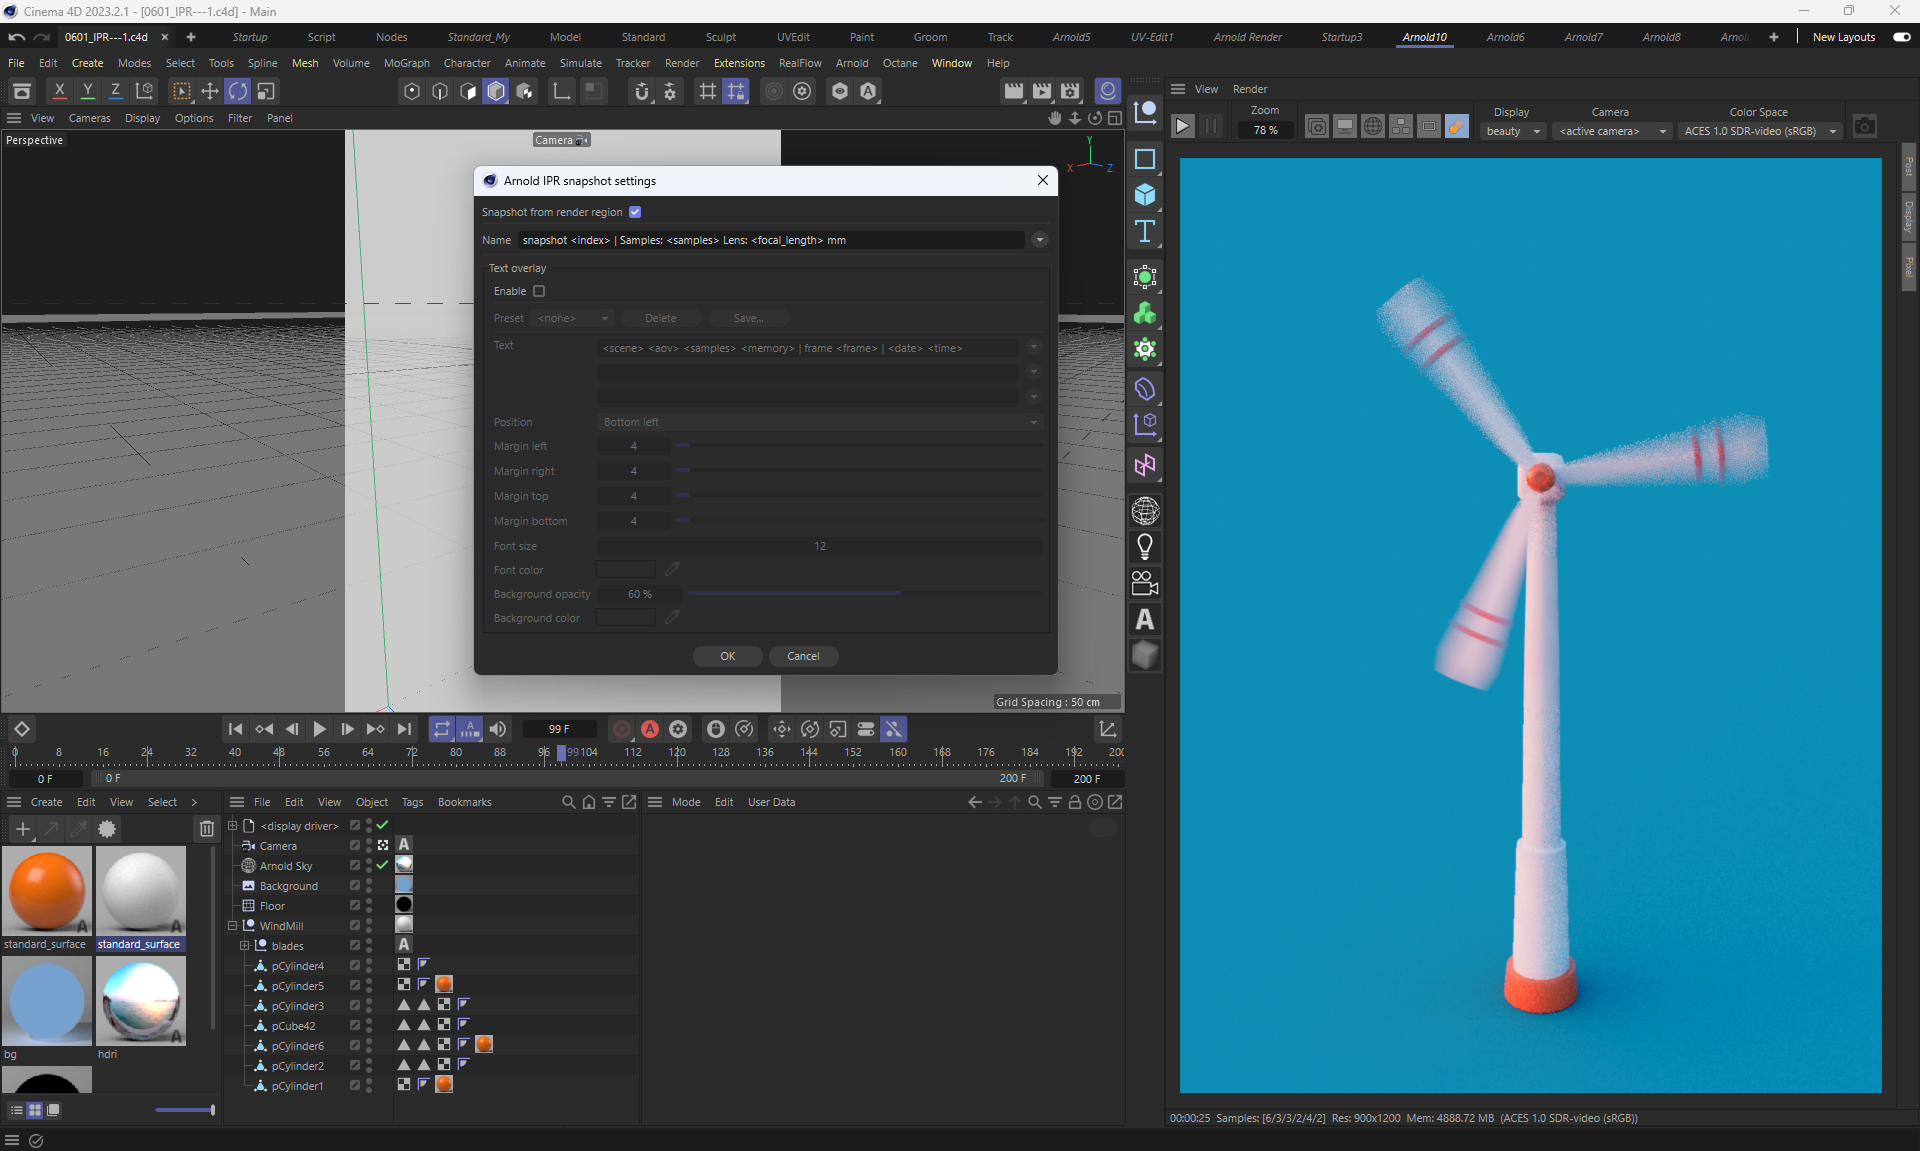 Cinema 4D 2023.2.1 - [0601_IPR---1.c4d] - Main
0601_IPR---1.c4d Startup Script Nodes Standard_My Model Standard Sculpt UVEdit Paint Groom Track Arnold5 UV-Edit1 Arnold Render Startup3 Arnold10 Arnold6 Arnold7 Arnold8 New Layouts
File Edit Create Modes Select Tools Spline Mesh Volume MoGraph Character Animate Simulate Tracker Render Extensions RealFlow Arnold Octane Window Help
X Y Z
View Cameras Display Options Filter Panel
View Render
Zoom Display Camera Color Space
78 % beauty <active camera> ACES 1.0 SDR-video (sRGB)
Perspective
Camera
Y
X Z
Post
Display
Pixel
Arnold IPR snapshot settings
Snapshot from render region
Name snapshot <index> | Samples: <samples> Lens: <focal_length> mm
Text overlay
Enable
Preset <none> Delete Save...
Text <scene> <aov> <samples> <memory> | frame <frame> | <date> <time>
Position Bottom left
Margin left 4
Margin right 4
Margin top 4
Margin bottom 4
Font size 12
Font color
Background opacity 60 %
Background color
OK Cancel
Grid Spacing : 50 cm
99 F
0 8 16 24 32 40 48 56 64 72 80 88 96 99 104 112 120 128 136 144 152 160 168 176 184 192 200
0 F 0 F 200 F 200 F
Create Edit View Select
File Edit View Object Tags Bookmarks
Mode Edit User Data
<display driver>
Camera
Arnold Sky
Background
Floor
WindMill
blades
pCylinder4
pCylinder5
pCylinder3
pCube42
pCylinder6
pCylinder2
pCylinder1
standard_surface standard_surface
bg hdri
00:00:25 Samples: [6/3/3/2/4/2] Res: 900x1200 Mem: 4888.72 MB (ACES 1.0 SDR-video (sRGB))